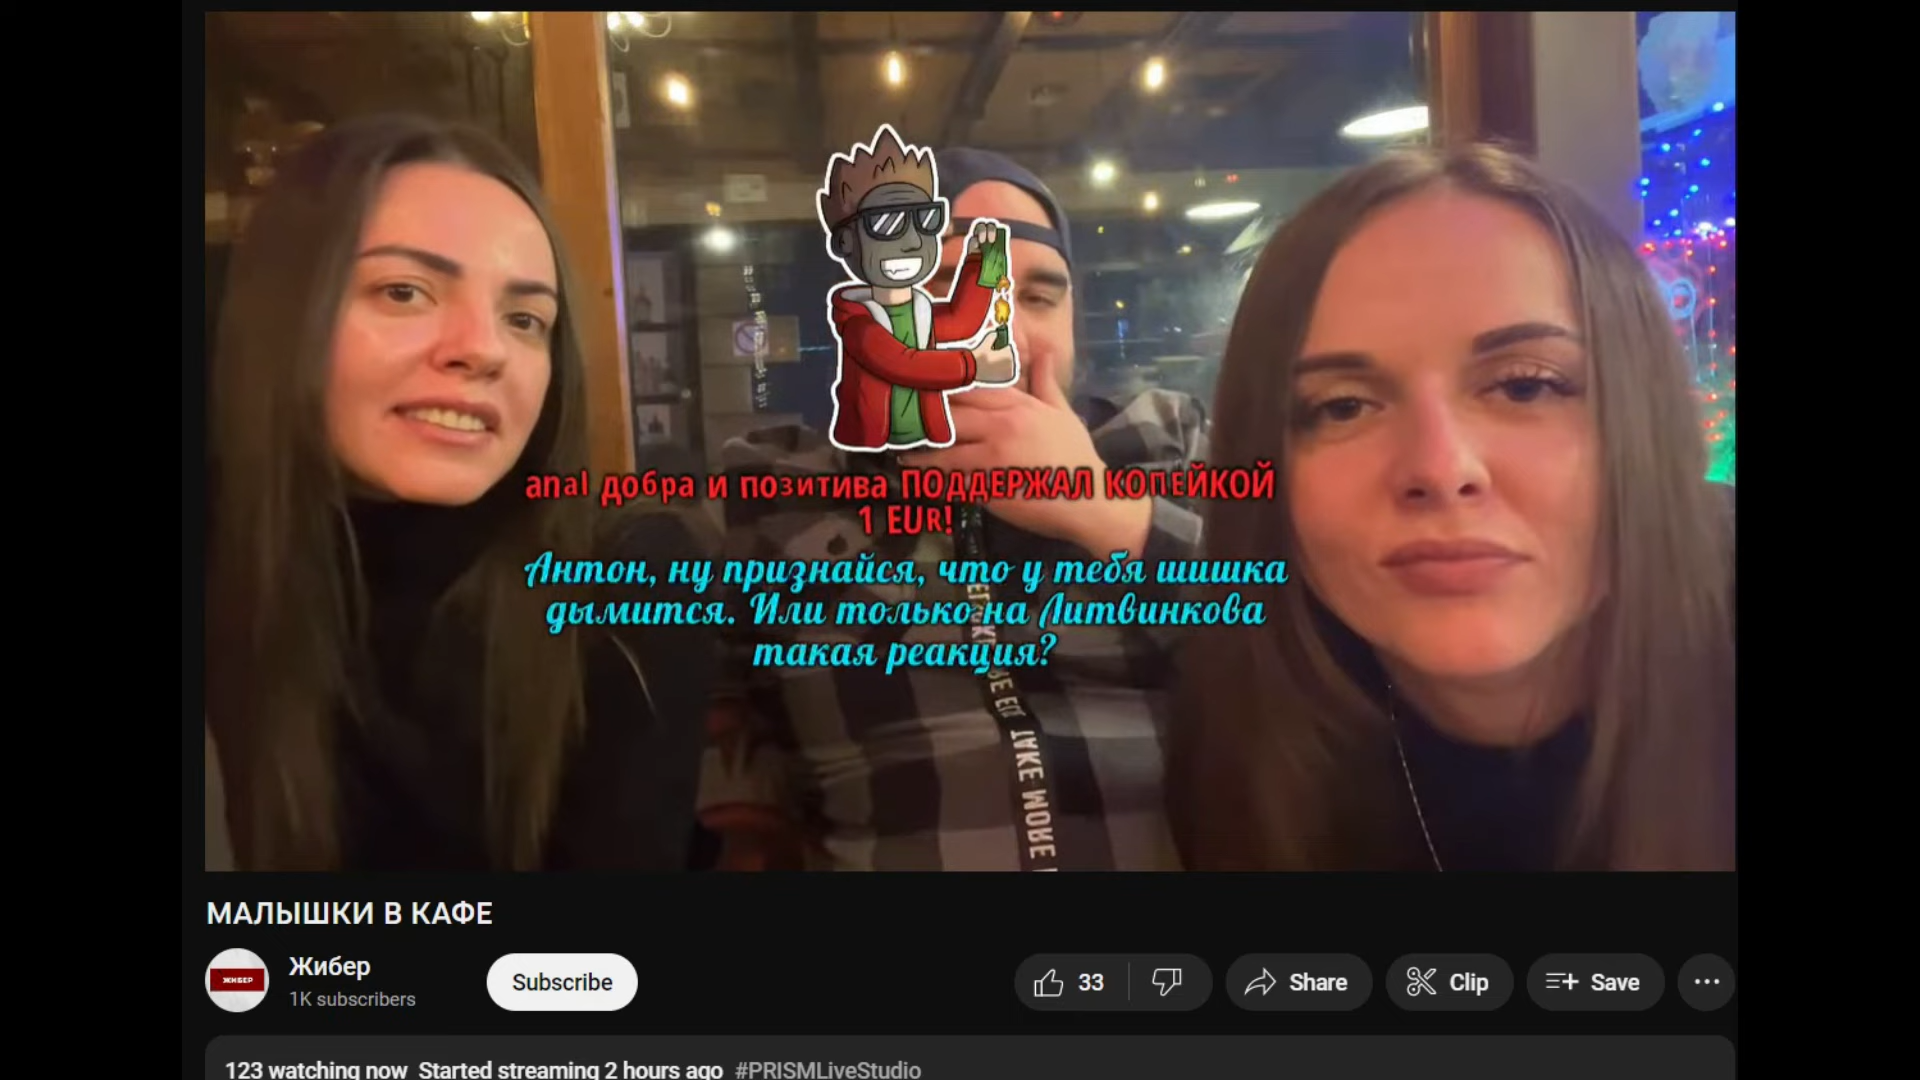 anal добра и позитива ПОДДЕРЖАЛ КОПЕЙКОЙ
1 EUR!
Антон, ну признайся, что у тебя шишка
дымится. Или только на Литвинкова
такая реакция?
TAKE MORE
МАЛЫШКИ В КАФЕ
ЖИБЕР
Жибер
1K subscribers
Subscribe
33
Share
Clip
Save
123 watching now Started streaming 2 hours ago #PRISMLiveStudio